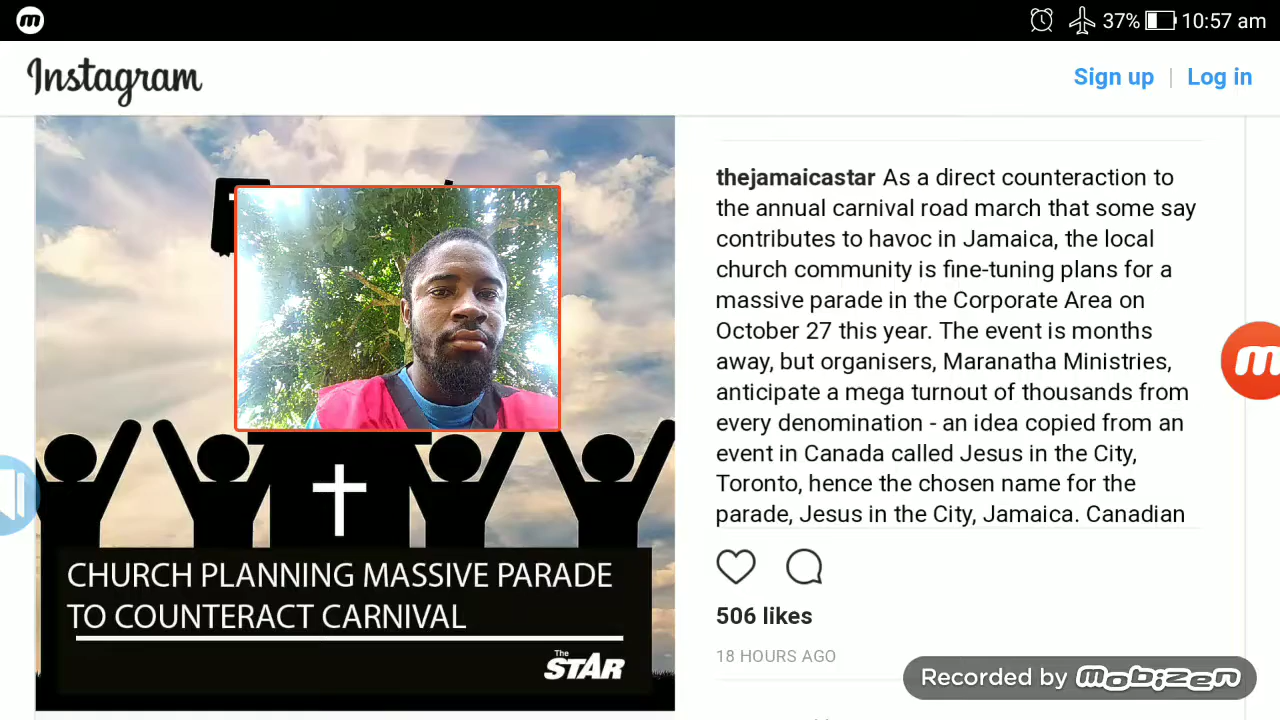 37% 10:57 am
Instagram
Sign up | Log in
thejamaicastar As a direct counteraction to
the annual carnival road march that some say
contributes to havoc in Jamaica, the local
church community is fine-tuning plans for a
massive parade in the Corporate Area on
October 27 this year. The event is months
away, but organisers, Maranatha Ministries,
anticipate a mega turnout of thousands from
every denomination - an idea copied from an
event in Canada called Jesus in the City,
Toronto, hence the chosen name for the
parade, Jesus in the City, Jamaica. Canadian
CHURCH PLANNING MASSIVE PARADE
TO COUNTERACT CARNIVAL
The
STAR
506 likes
18 HOURS AGO
Recorded by mobizen